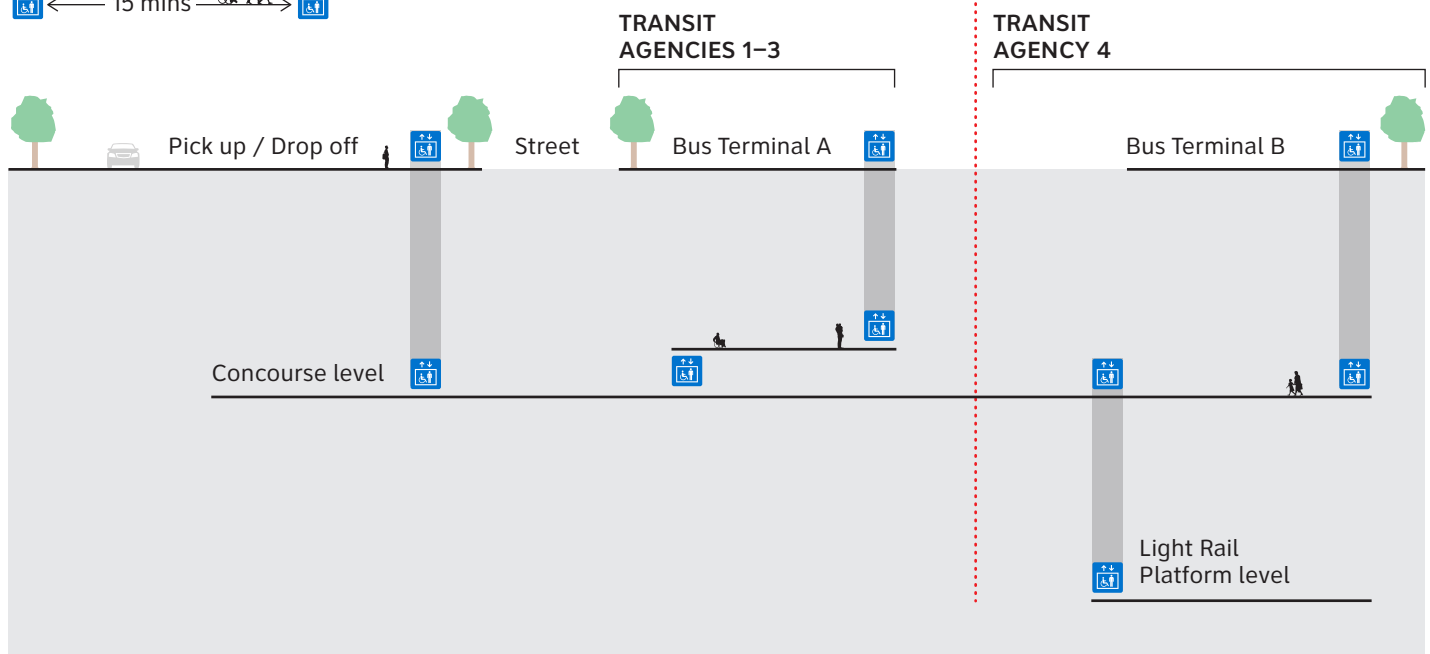 15 mins
TRANSIT
AGENCIES 1–3
TRANSIT
AGENCY 4
Pick up / Drop off
Street
Bus Terminal A
Bus Terminal B
Concourse level
Light Rail
Platform level